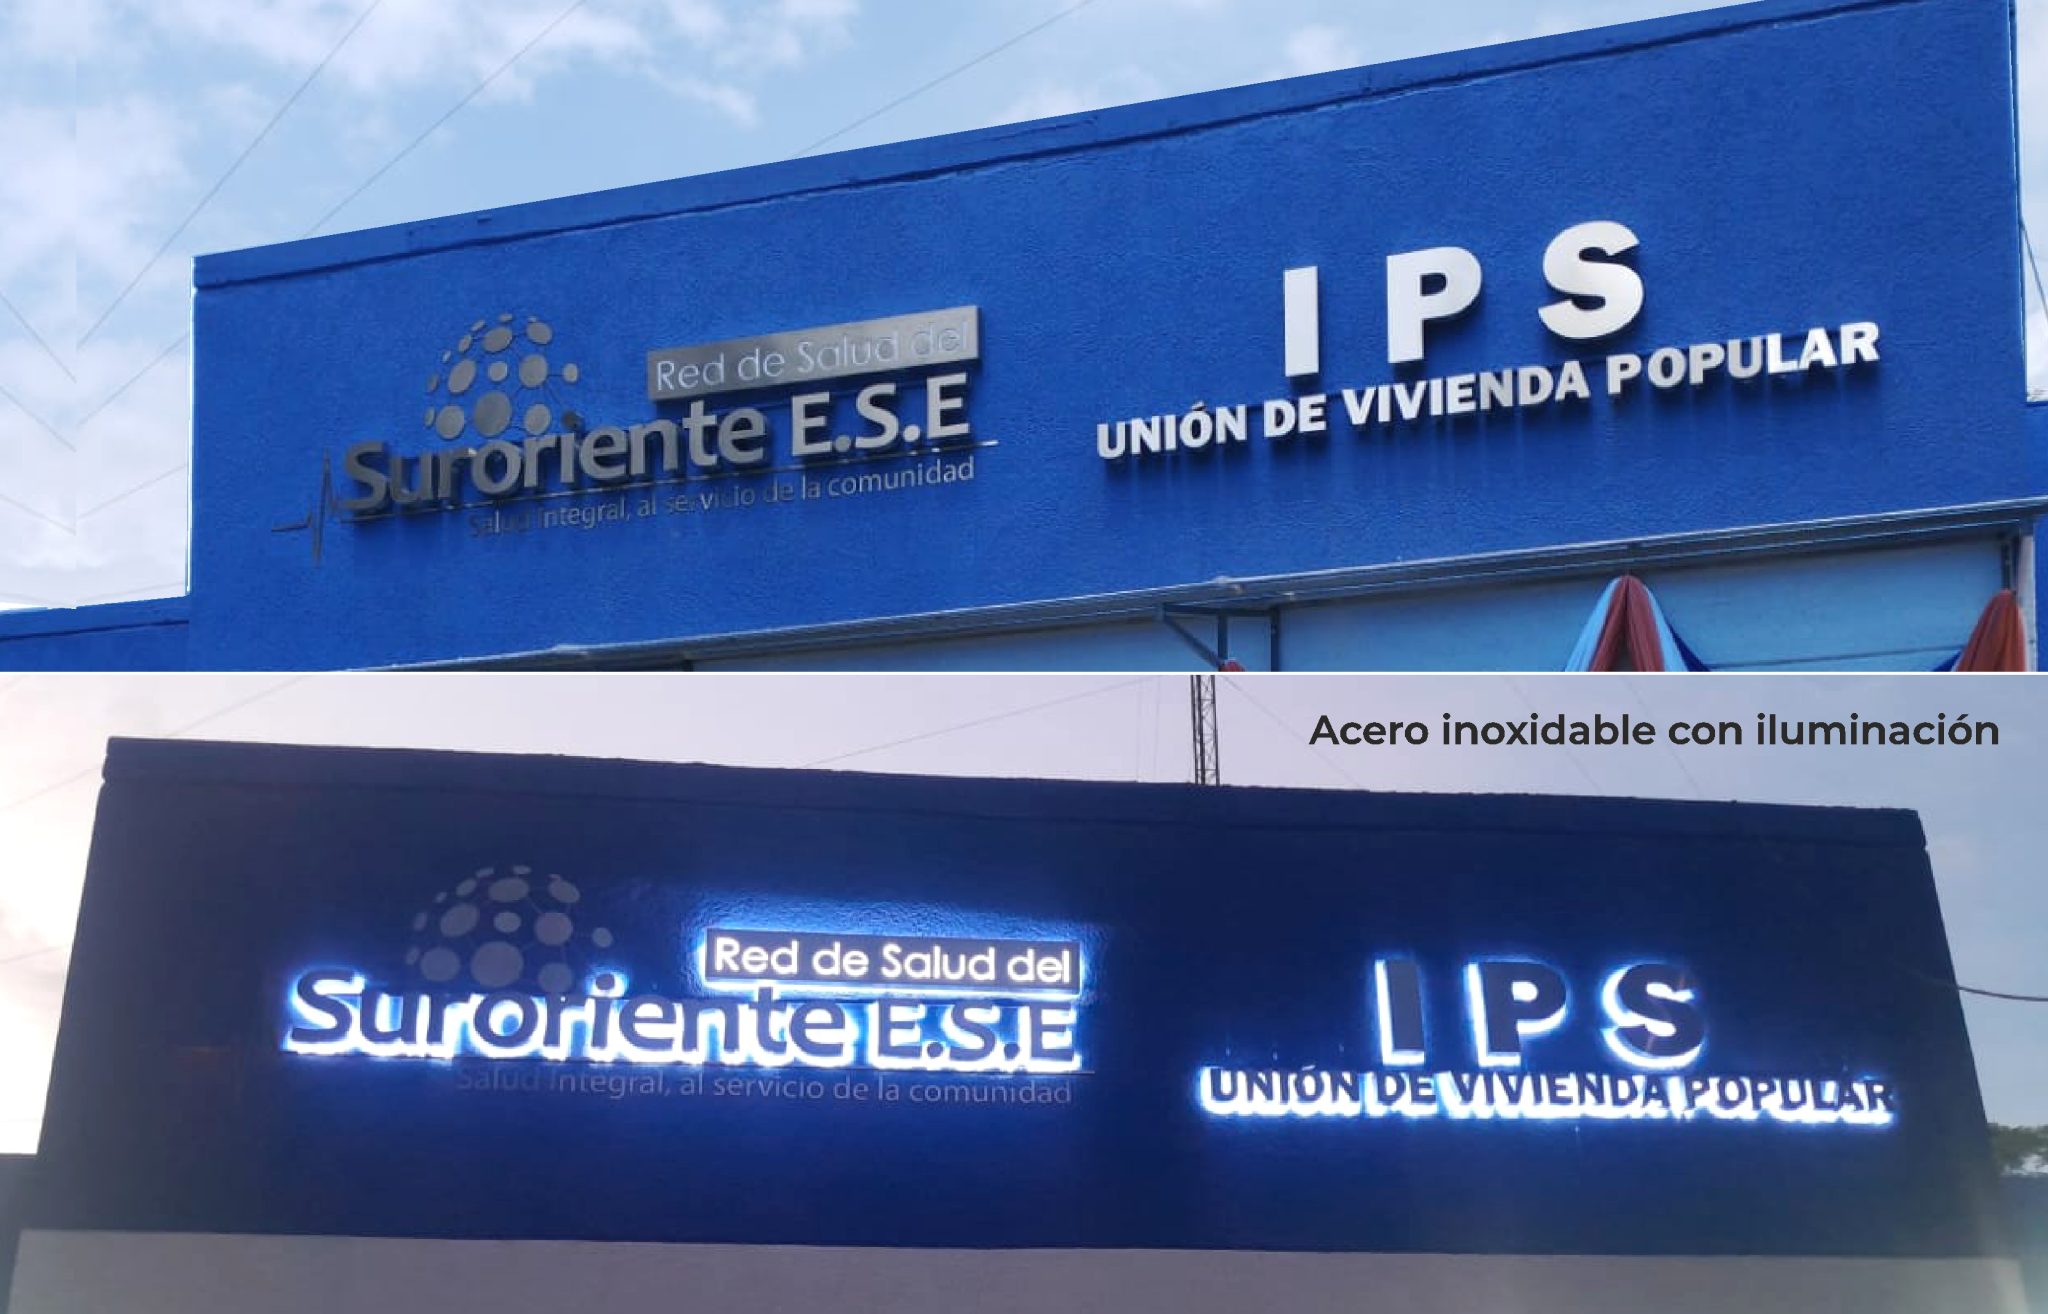 Red de Salud del
Suroriente E.S.E
Salud Integral, al servicio de la comunidad
IPS
UNIÓN DE VIVIENDA POPULAR
Acero inoxidable con iluminación
Red de Salud del
Suroriente E.S.E
Salud Integral, al servicio de la comunidad
IPS
UNIÓN DE VIVIENDA POPULAR